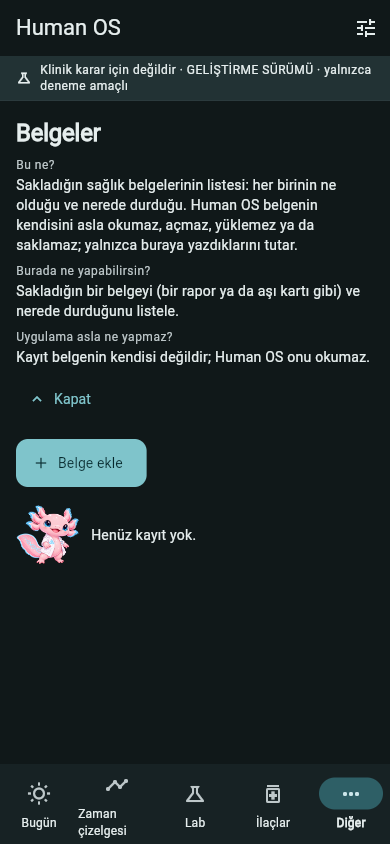 Human OS
Klinik karar için değildir · GELİŞTİRME SÜRÜMÜ · yalnızca
deneme amaçlı
Belgeler
Bu ne?
Sakladığın sağlık belgelerinin listesi: her birinin ne
olduğu ve nerede durduğu. Human OS belgenin
kendisini asla okumaz, açmaz, yüklemez ya da
saklamaz; yalnızca buraya yazdıklarını tutar.
Burada ne yapabilirsin?
Sakladığın bir belgeyi (bir rapor ya da aşı kartı gibi) ve
nerede durduğunu listele.
Uygulama asla ne yapmaz?
Kayıt belgenin kendisi değildir; Human OS onu okumaz.
Kapat
Belge ekle
Henüz kayıt yok.
Bugün
Zaman
çizelgesi
Lab
İlaçlar
Diğer